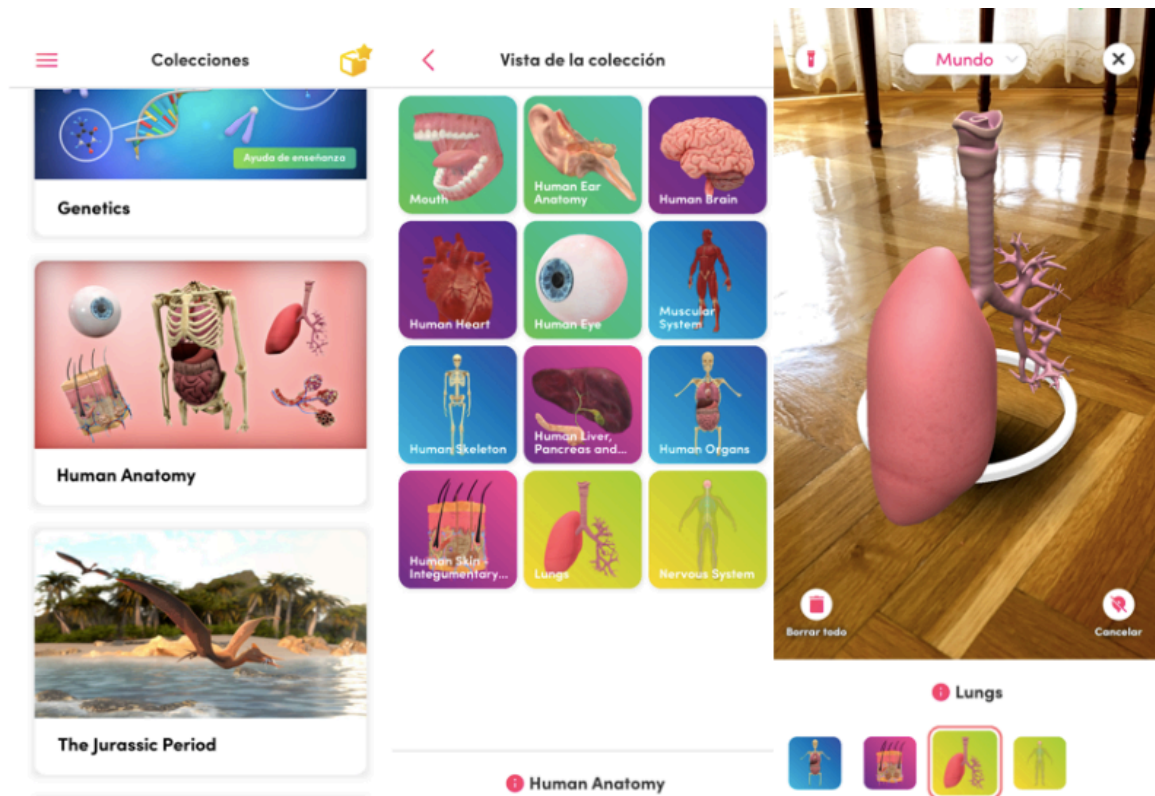 Colecciones
Ayuda de enseñanza
Genetics
Human Anatomy
The Jurassic Period
Vista de la colección
Mouth
Human Ear
Anatomy
Human Brain
Human Heart
Human Eye
Muscular
System
Human Skeleton
Human Liver,
Pancreas and...
Human Organs
Human Skin -
Integumentary...
Lungs
Nervous System
Human Anatomy
Mundo
Borrar todo
Cancelar
Lungs